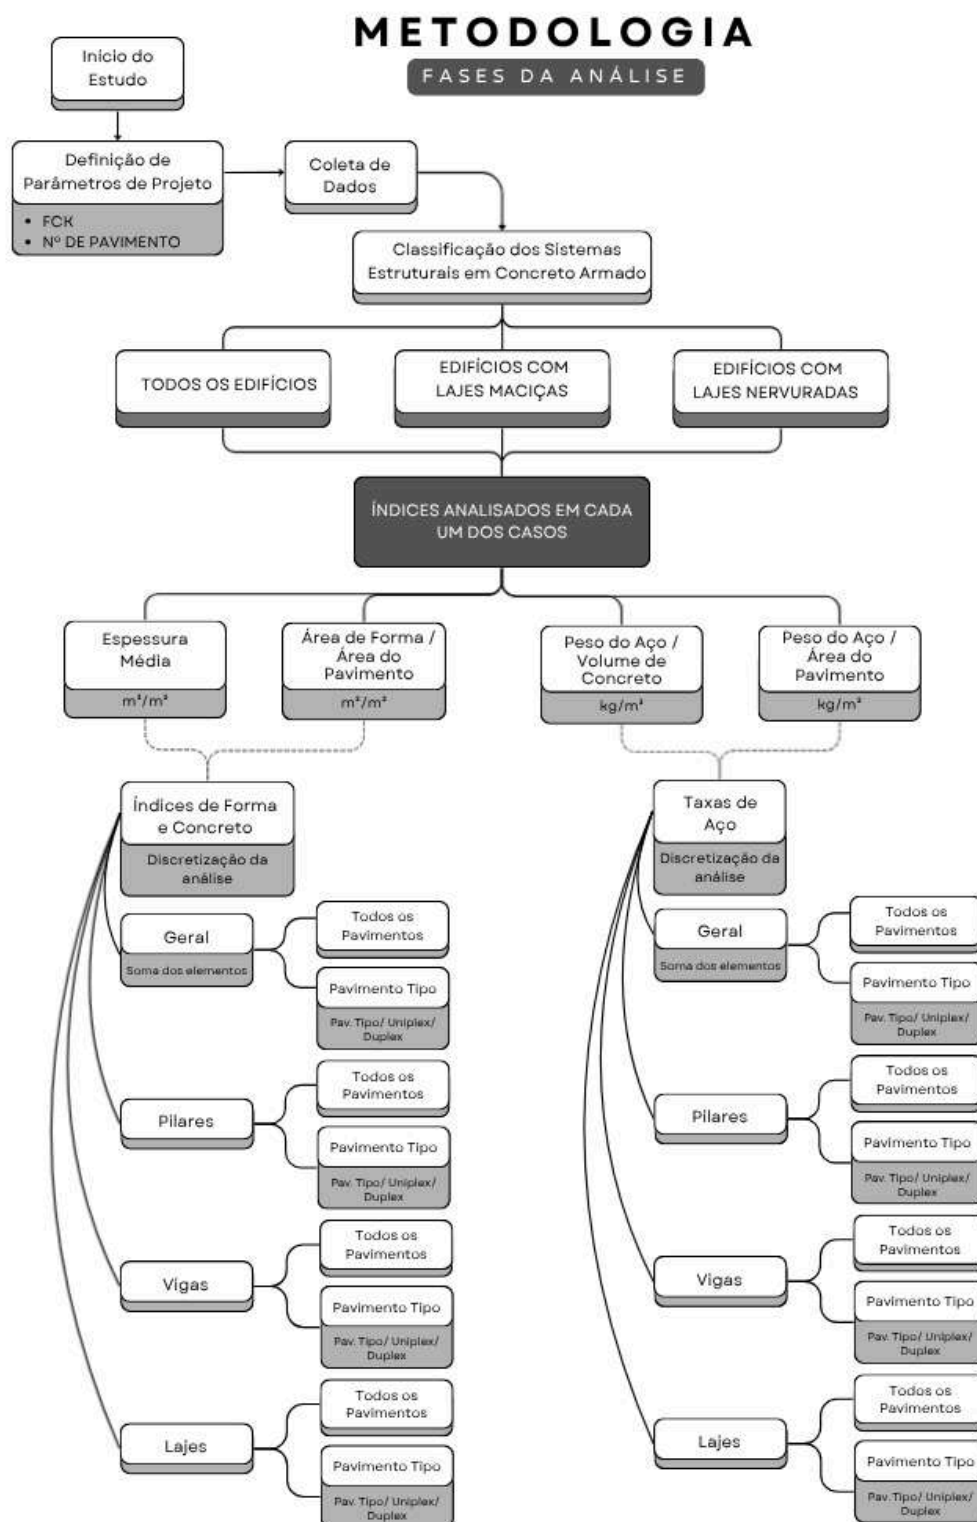 METODOLOGIA
FASES DA ANÁLISE
Início do
Estudo
Definição de
Parâmetros de Projeto
• FCK
• Nº DE PAVIMENTO
Coleta de
Dados
Classificação dos Sistemas
Estruturais em Concreto Armado
TODOS OS EDIFÍCIOS
EDIFÍCIOS COM
LAJES MACIÇAS
EDIFÍCIOS COM
LAJES NERVURADAS
ÍNDICES ANALISADOS EM CADA
UM DOS CASOS
Espessura
Média
m³/m²
Área de Forma /
Área do
Pavimento
m²/m²
Peso do Aço /
Volume de
Concreto
kg/m³
Peso do Aço /
Área do
Pavimento
kg/m²
Índices de Forma
e Concreto
Discretização da
análise
Geral
Soma dos elementos
Todos os
Pavimentos
Pavimento Tipo
Pav. Tipo/ Uniplex/
Duplex
Pilares
Todos os
Pavimentos
Pavimento Tipo
Pav. Tipo/ Uniplex/
Duplex
Vigas
Todos os
Pavimentos
Pavimento Tipo
Pav. Tipo/ Uniplex/
Duplex
Lajes
Todos os
Pavimentos
Pavimento Tipo
Pav. Tipo/ Uniplex/
Duplex
Taxas de
Aço
Discretização da
análise
Geral
Soma dos elementos
Todos os
Pavimentos
Pavimento Tipo
Pav. Tipo/ Uniplex/
Duplex
Pilares
Todos os
Pavimentos
Pavimento Tipo
Pav. Tipo/ Uniplex/
Duplex
Vigas
Todos os
Pavimentos
Pavimento Tipo
Pav. Tipo/ Uniplex/
Duplex
Lajes
Todos os
Pavimentos
Pavimento Tipo
Pav. Tipo/ Uniplex/
Duplex